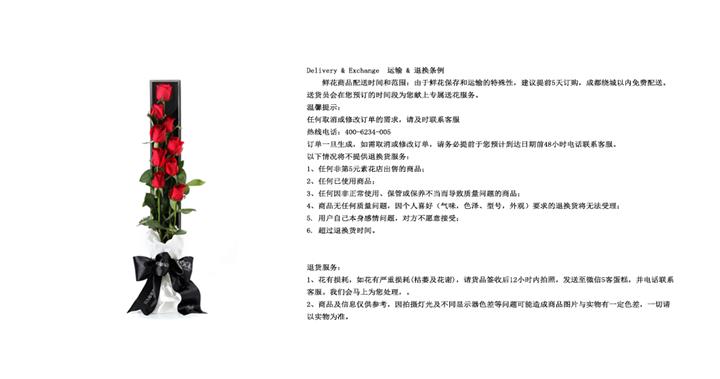 Delivery & Exchange 运输 & 退换条例
鲜花商品配送时间和范围：由于鲜花保存和运输的特殊性，建议提前5天订购，成都绕城以内免费配送。
送货员会在您预订的时间段为您献上专属送花服务。
温馨提示：
任何取消或修改订单的需求，请及时联系客服
热线电话：400-6234-005
订单一旦生成，如需取消或修改订单，请务必提前于您预计到达日期前48小时电话联系客服。
以下情况将不提供退换货服务：
1、任何非第5元素花店出售的商品；
2、任何已使用商品；
3、任何因非正常使用、保管或保养不当而导致质量问题的商品；
4、商品无任何质量问题，因个人喜好（气味，色泽、型号，外观）要求的退换货将无法受理；
5. 用户自己本身感情问题，对方不愿意接受；
6. 超过退换货时间。
退货服务：
1、花有损耗，如花有严重损耗(枯萎及花谢)，请货品签收后12小时内拍照，发送至微信5客蛋糕，并电话联系
客服，我们会马上为您处理，。
2、商品及信息仅供参考，因拍摄灯光及不同显示器色差等问题可能造成商品图片与实物有一定色差，一切请
以实物为准。